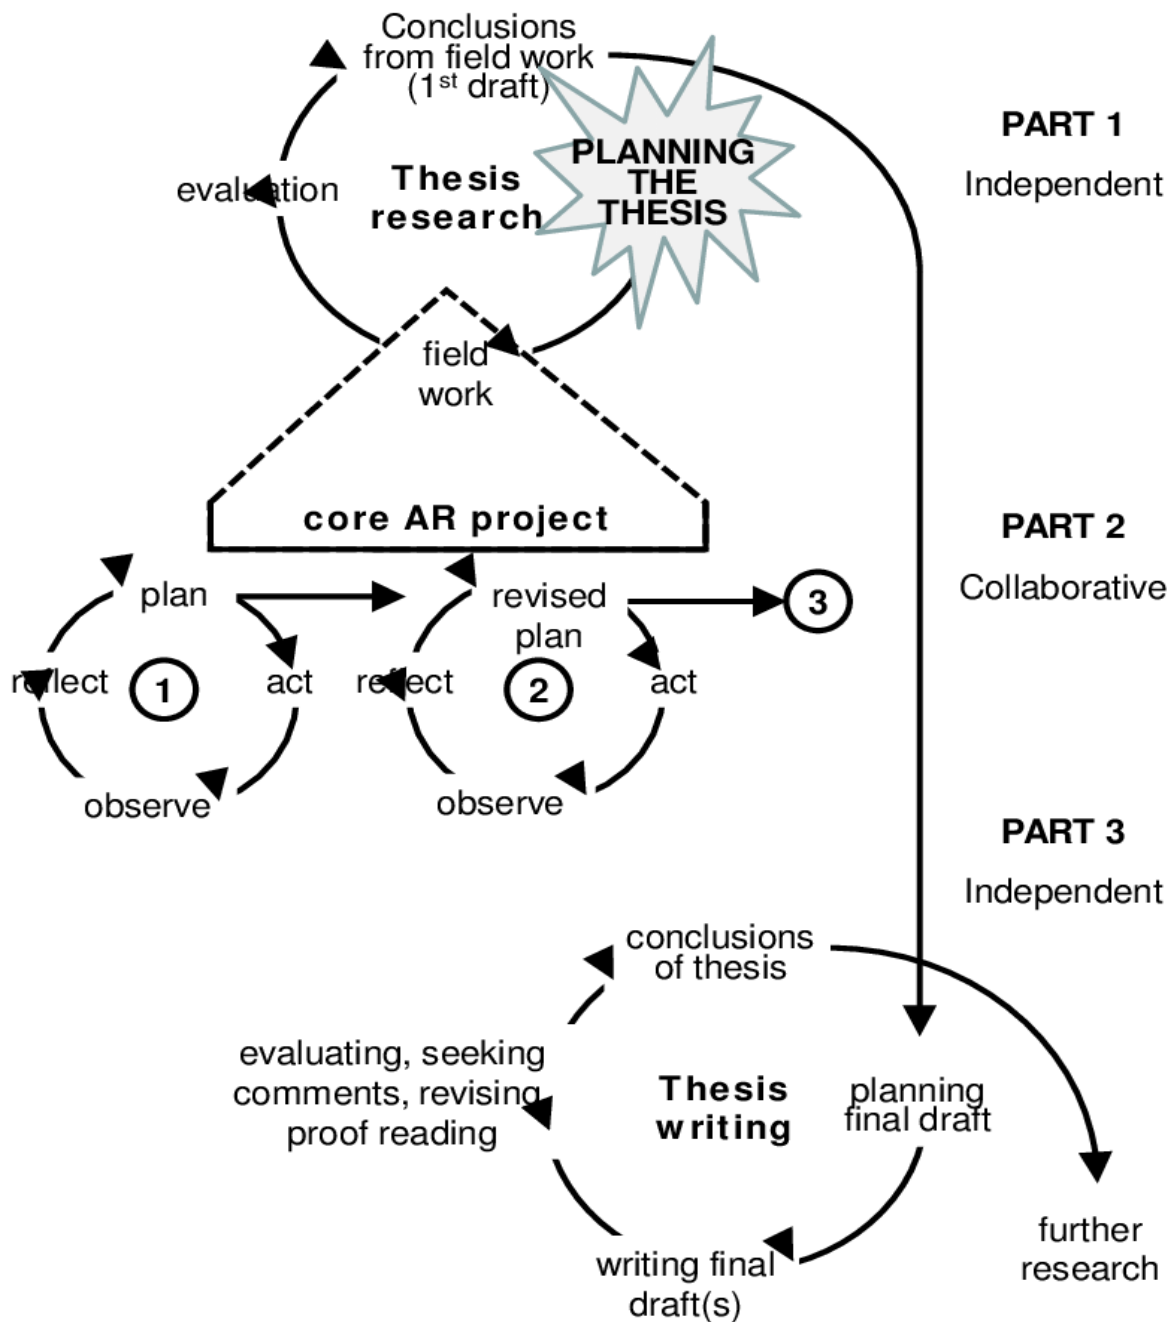 Conclusions
from field work
(1st draft)
PLANNING
THE
THESIS
PART 1
Independent
evaluation
Thesis
research
field
work
core AR project
PART 2
Collaborative
plan
reflect
1
act
observe
revised
plan
reflect
2
act
observe
3
PART 3
Independent
conclusions
of thesis
evaluating, seeking
comments, revising
proof reading
Thesis
writing
planning
final draft
writing final
draft(s)
further
research